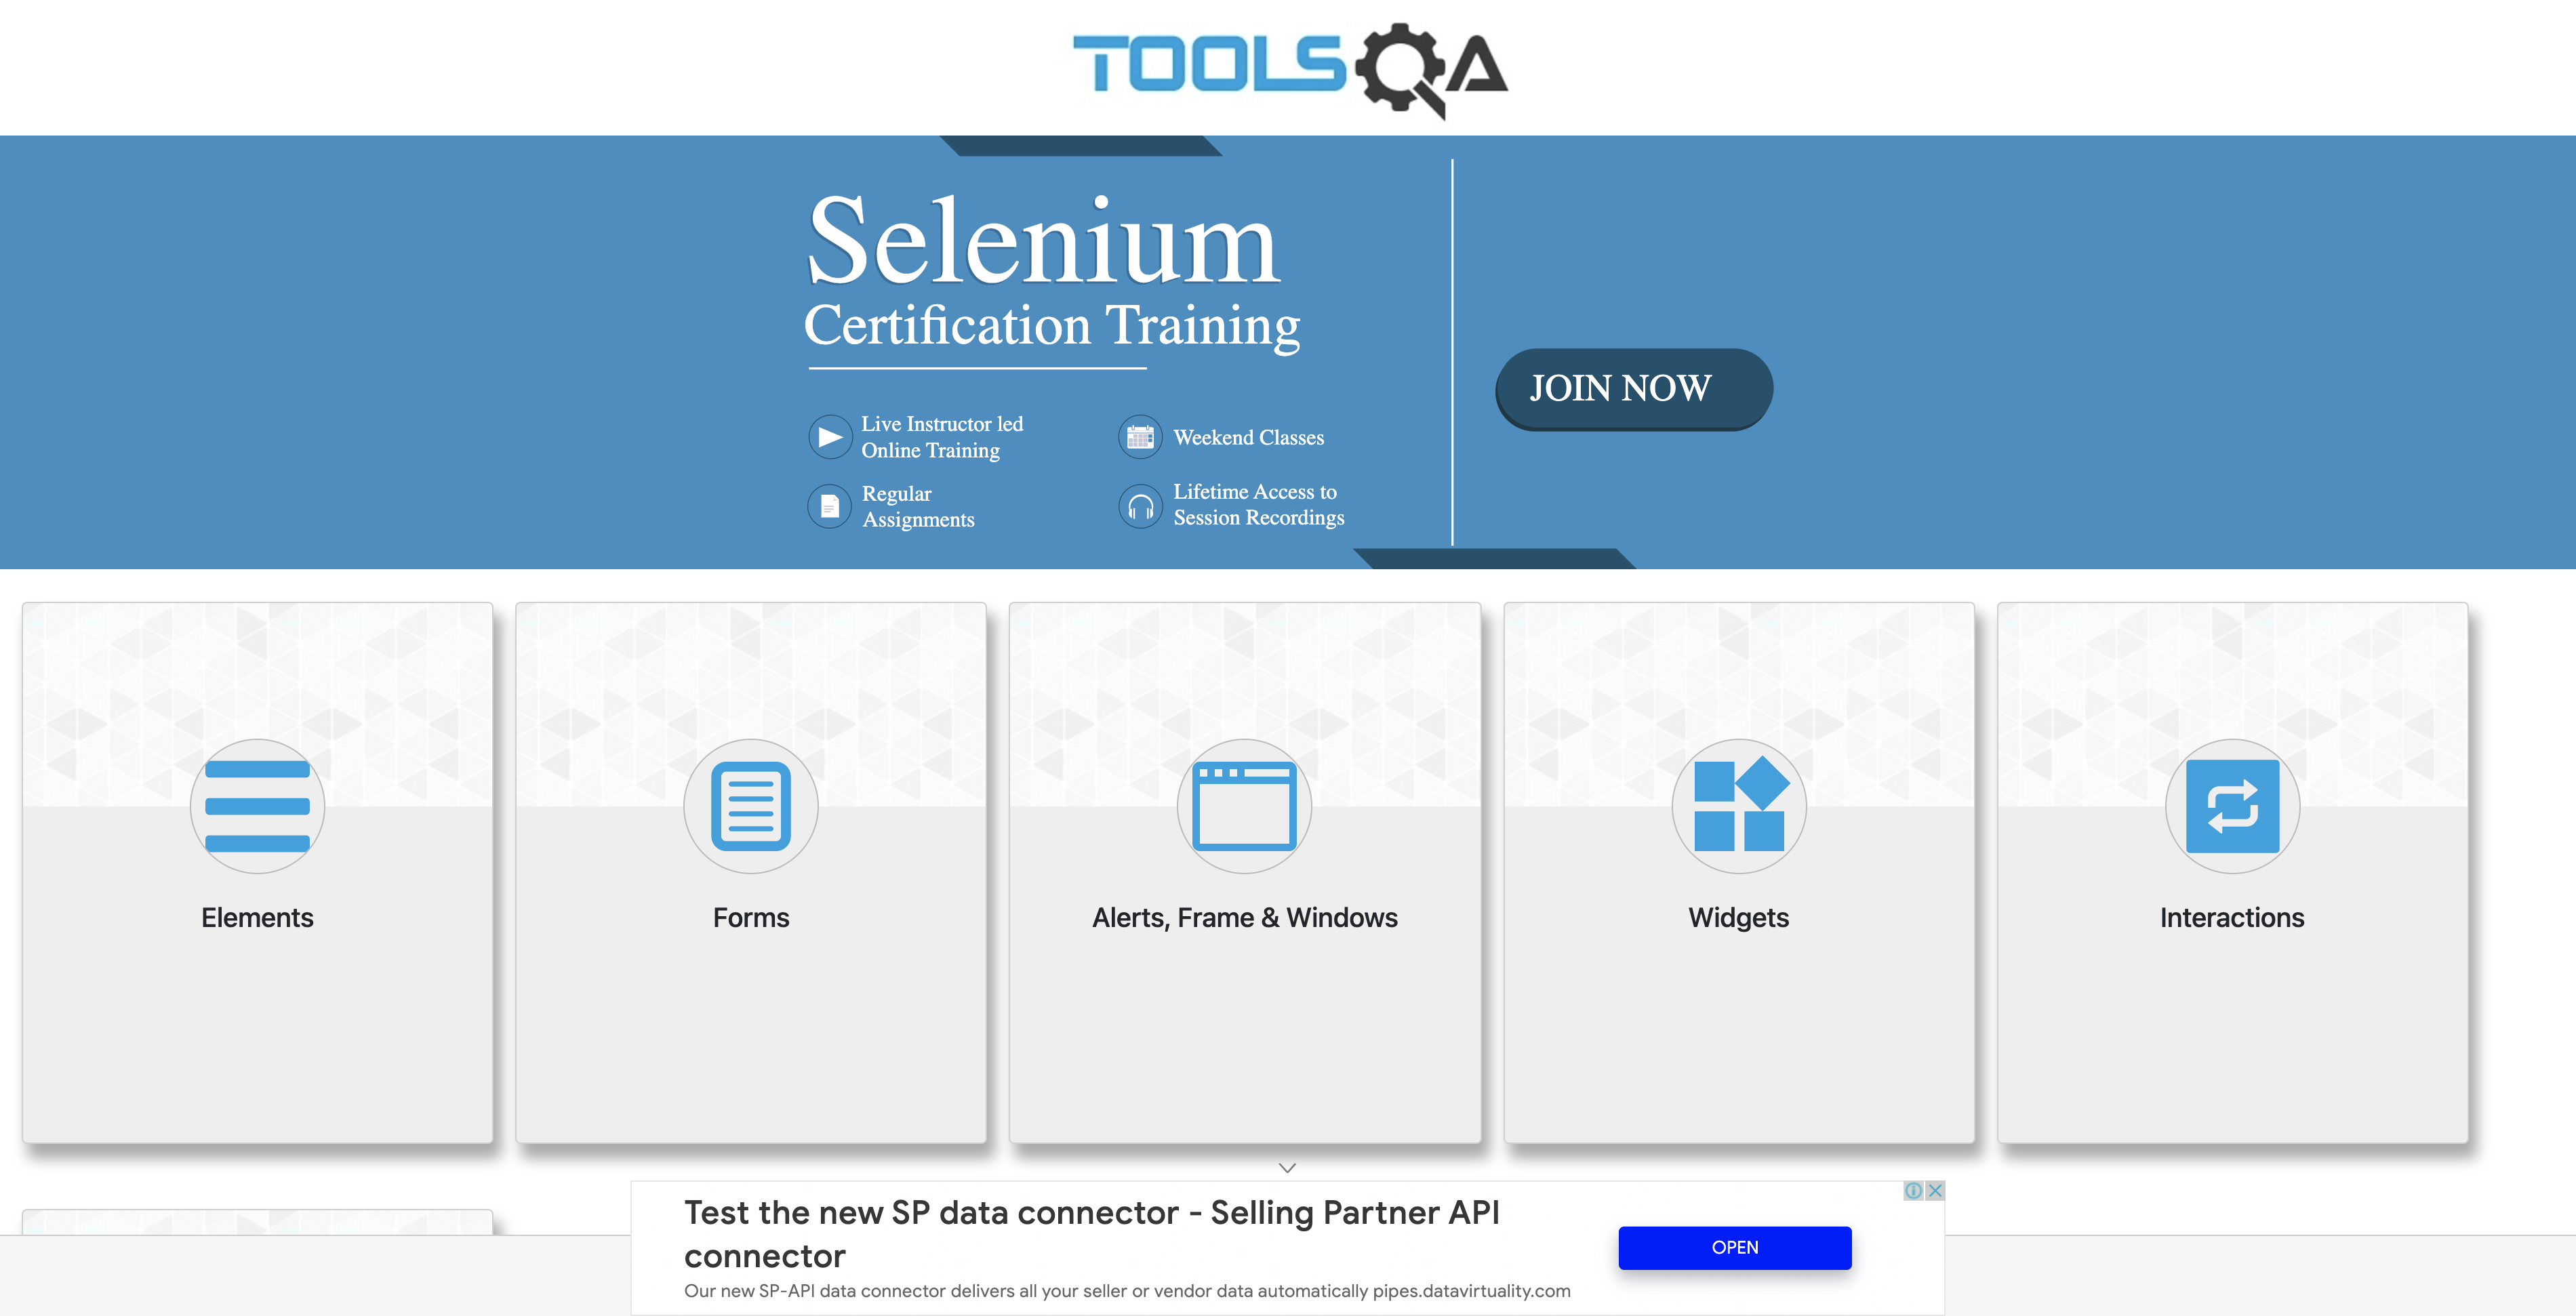 TOOLSQA
Selenium
Certification Training
JOIN NOW
Live Instructor led
Online Training
Weekend Classes
Regular
Assignments
Lifetime Access to
Session Recordings
Elements
Forms
Alerts, Frame & Windows
Widgets
Interactions
Test the new SP data connector - Selling Partner API
connector
Our new SP-API data connector delivers all your seller or vendor data automatically pipes.datavirtuality.com
OPEN